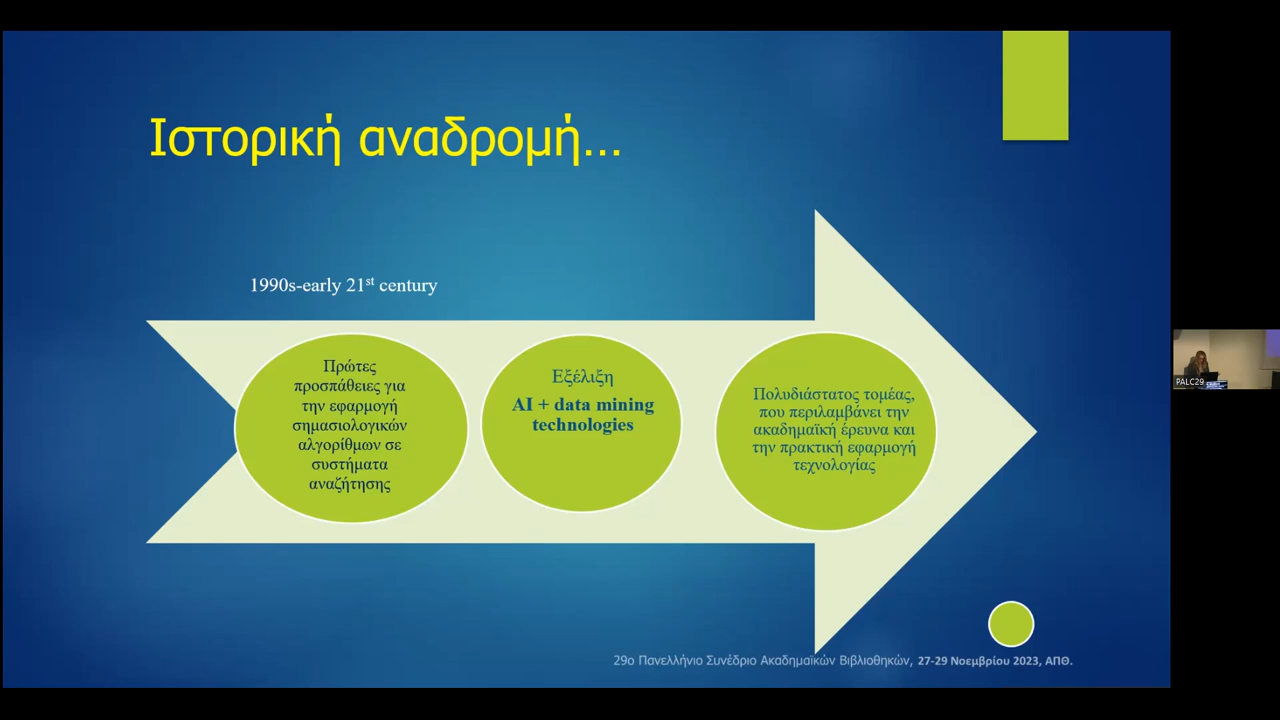 Ιστορική αναδρομή...
1990s-early 21st century
Πρώτες
προσπάθειες για
την εφαρμογή
σημασιολογικών
αλγορίθμων σε
συστήματα
αναζήτησης
Εξέλιξη
AI + data mining
technologies
Πολυδιάστατος τομέας,
που περιλαμβάνει την
ακαδημαϊκή έρευνα και
την πρακτική εφαρμογή
τεχνολογίας
29ο Πανελλήνιο Συνέδριο Ακαδημαϊκών Βιβλιοθηκών, 27-29 Νοεμβρίου 2023, ΑΠΘ.
PALC29